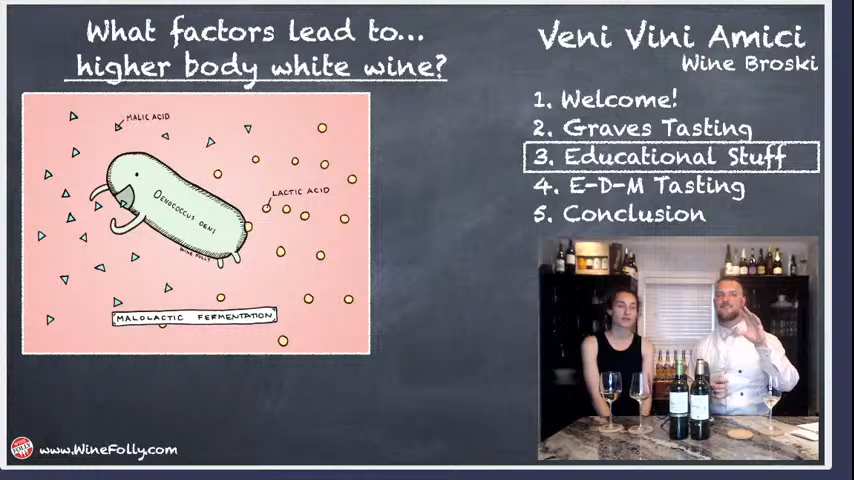 What factors lead to...
higher body white wine?
MALIC ACID
LACTIC ACID
OENOCOCCUS OENI
WINE FOLLY
MALOLACTIC FERMENTATION
www.WineFolly.com
Veni Vini Amici
Wine Broski
1. Welcome!
2. Graves Tasting
3. Educational Stuff
4. E-D-M Tasting
5. Conclusion